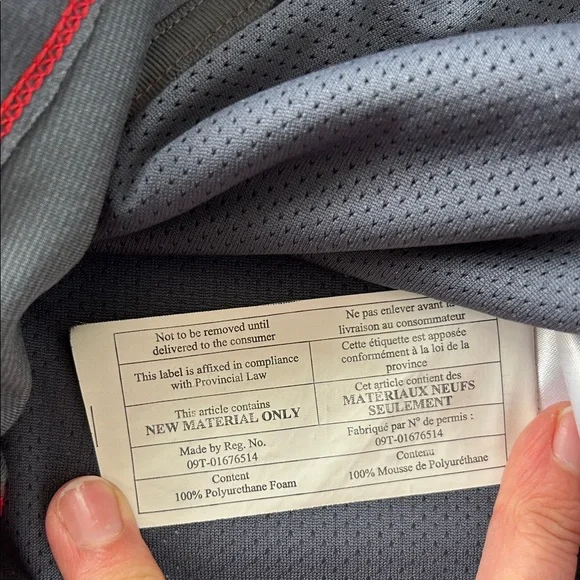 Not to be removed until
delivered to the consumer
This label is affixed in compliance
with Provincial Law
This article contains
NEW MATERIAL ONLY
Made by Reg. No.
09T-01676514
Content
100% Polyurethane Foam
Ne pas enlever avant
livraison au consommateur
Cette étiquette est apposée
conformément à la loi de la
province
Cet article contient des
MATERIAUX NEUFS
SEULEMENT
Fabriqué par N° de permis :
09T-01676514
Contenu
100% Mousse de Polyuréthane